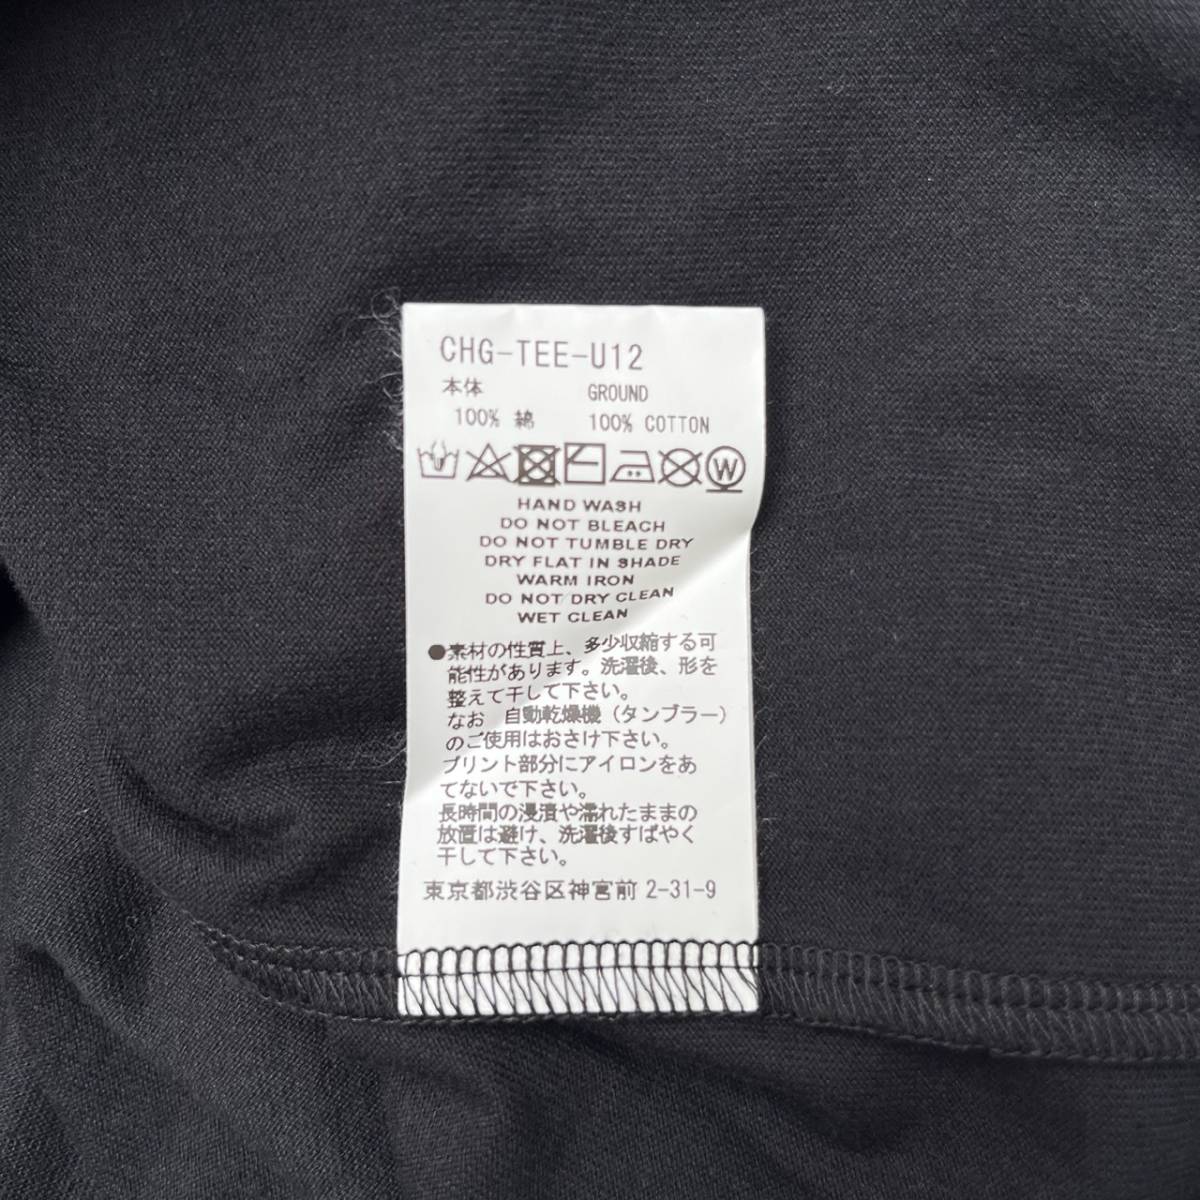 CHG-TEE-U12
本体 GROUND
100% 綿 100% COTTON
W
HAND WASH
DO NOT BLEACH
DO NOT TUMBLE DRY
DRY FLAT IN SHADE
WARM IRON
DO NOT DRY CLEAN
WET CLEAN
●素材の性質上、多少収縮する可
能性があります。洗濯後、形を
整えて干して下さい。
なお 自動乾燥機（タンブラー）
のご使用はおさけ下さい。
プリント部分にアイロンをあ
てないで下さい。
長時間の浸漬や濡れたままの
放置は避け、洗濯後すばやく
干して下さい。
東京都渋谷区神宮前 2-31-9